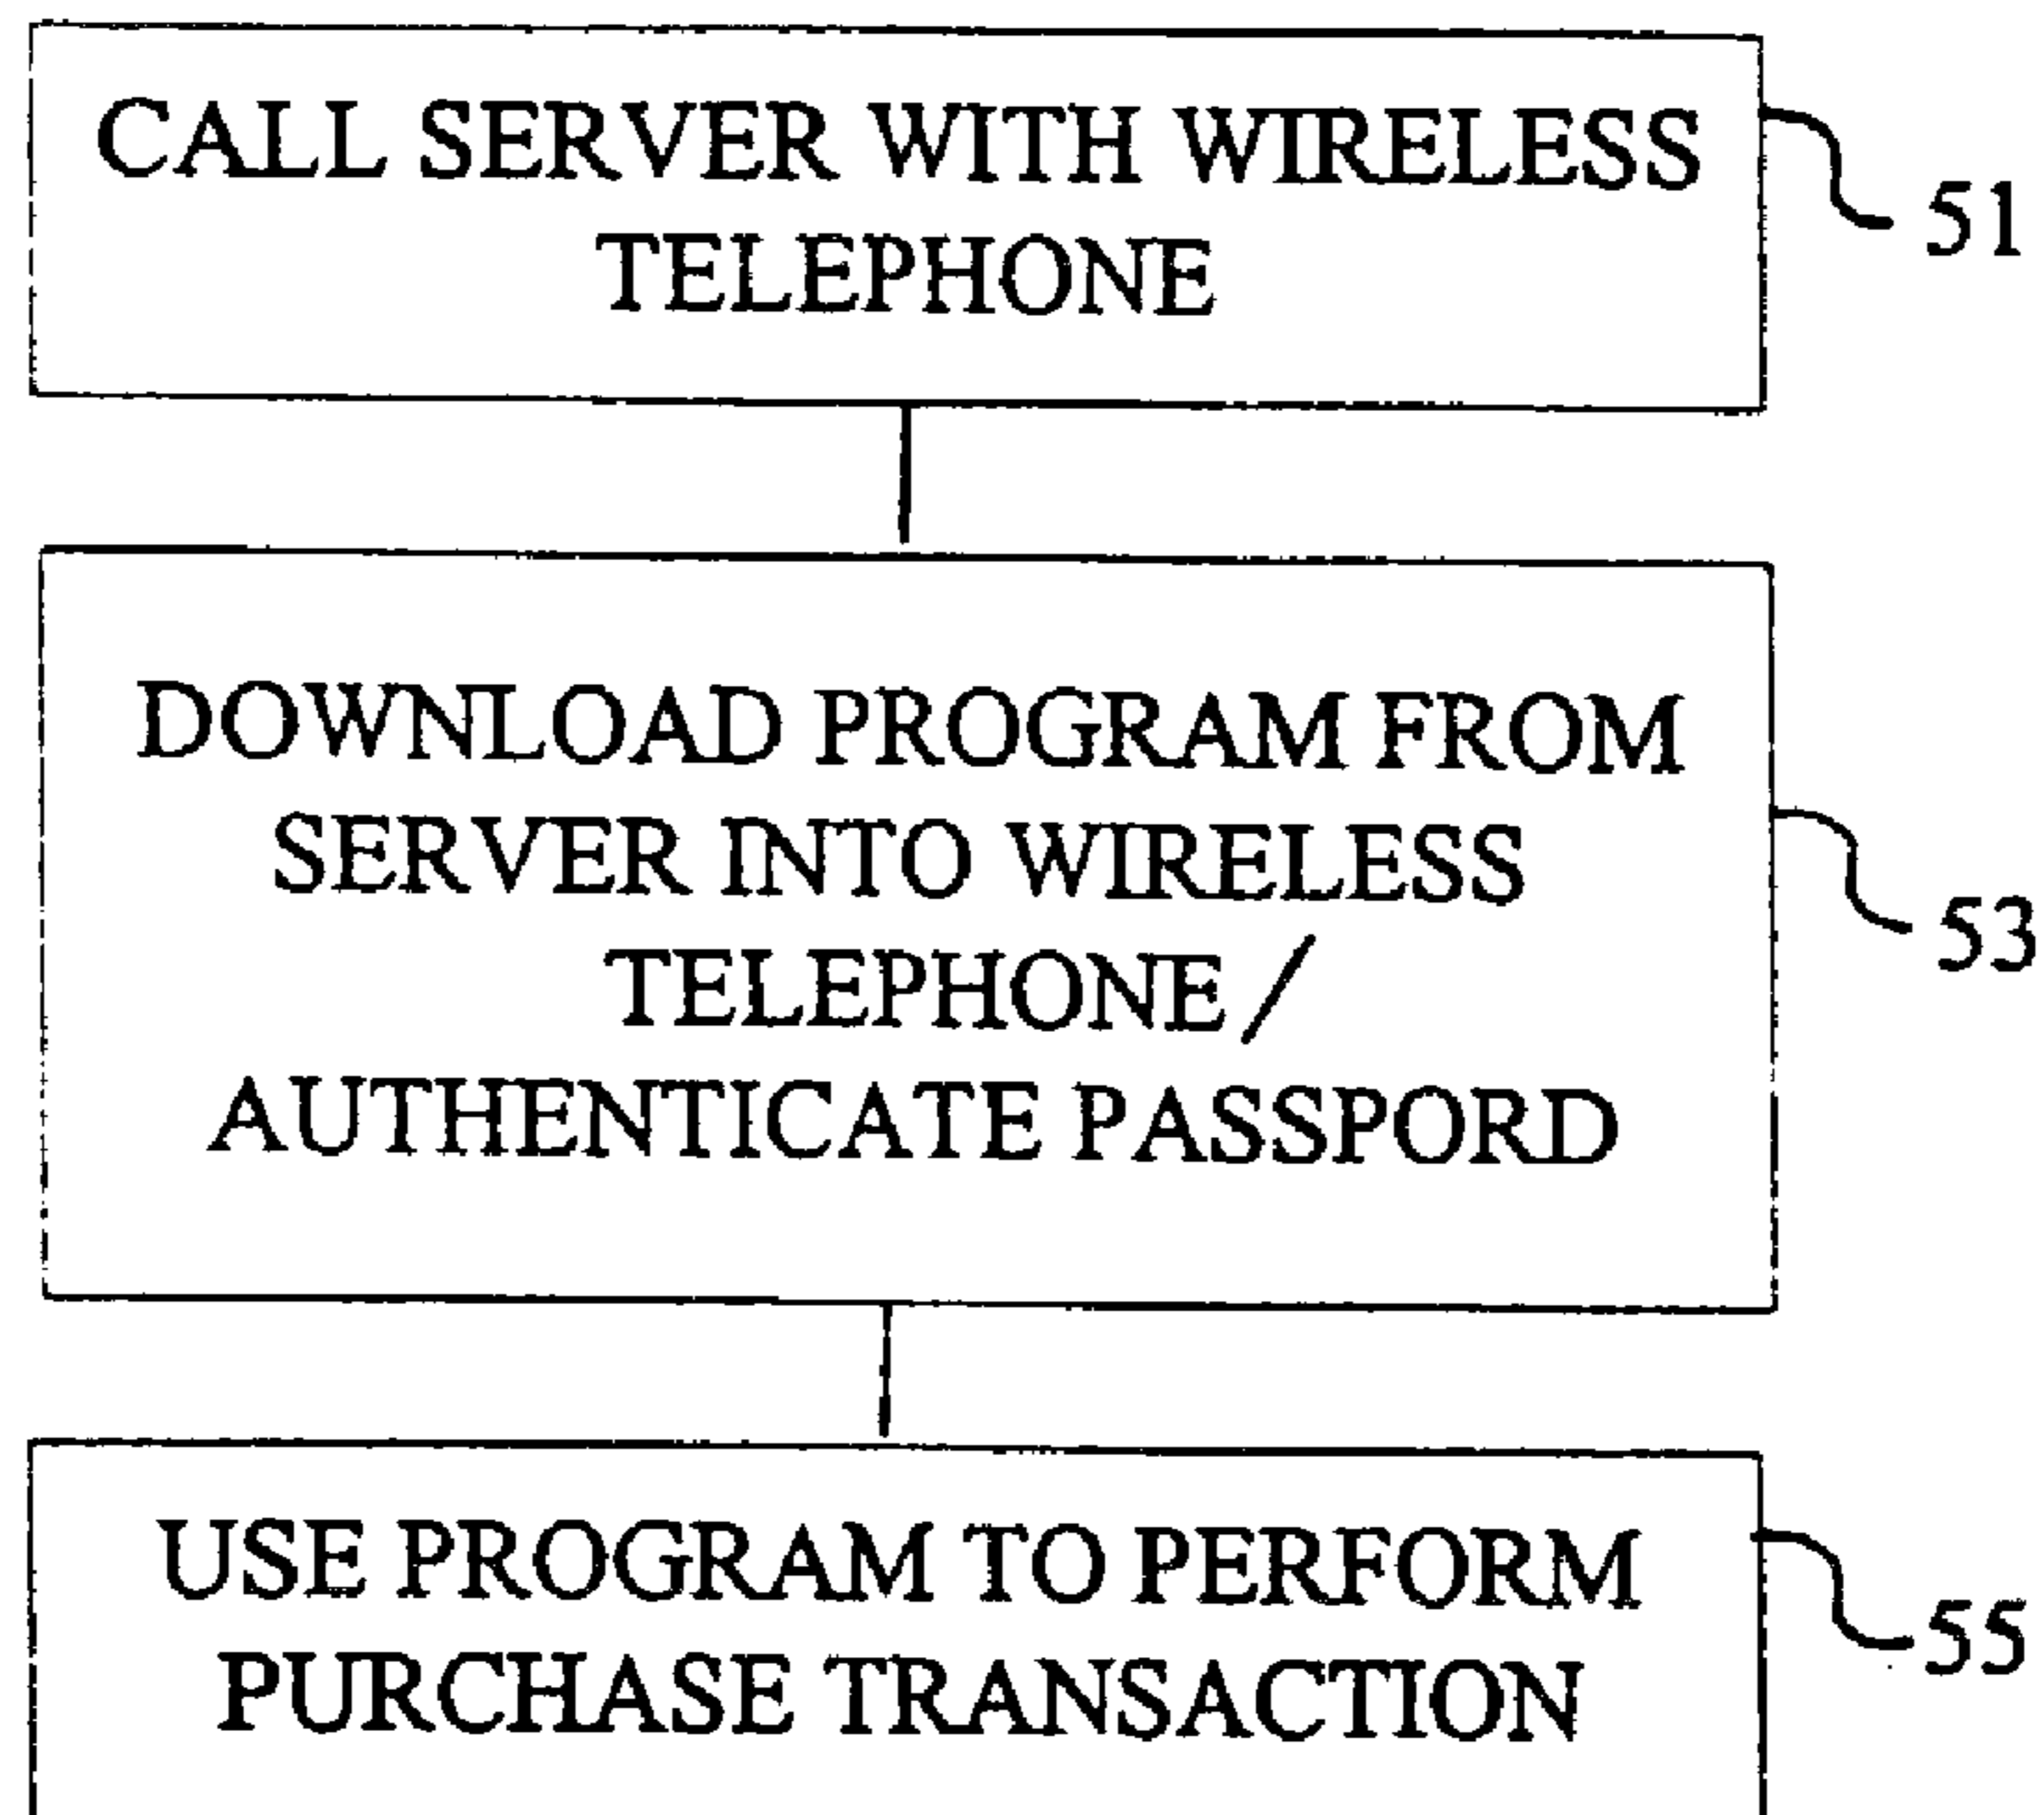 CALL SERVER WITH WIRELESS
TELEPHONE
51
DOWNLOAD PROGRAM FROM
SERVER INTO WIRELESS
TELEPHONE/
AUTHENTICATE PASSPORD
53
USE PROGRAM TO PERFORM
PURCHASE TRANSACTION
55